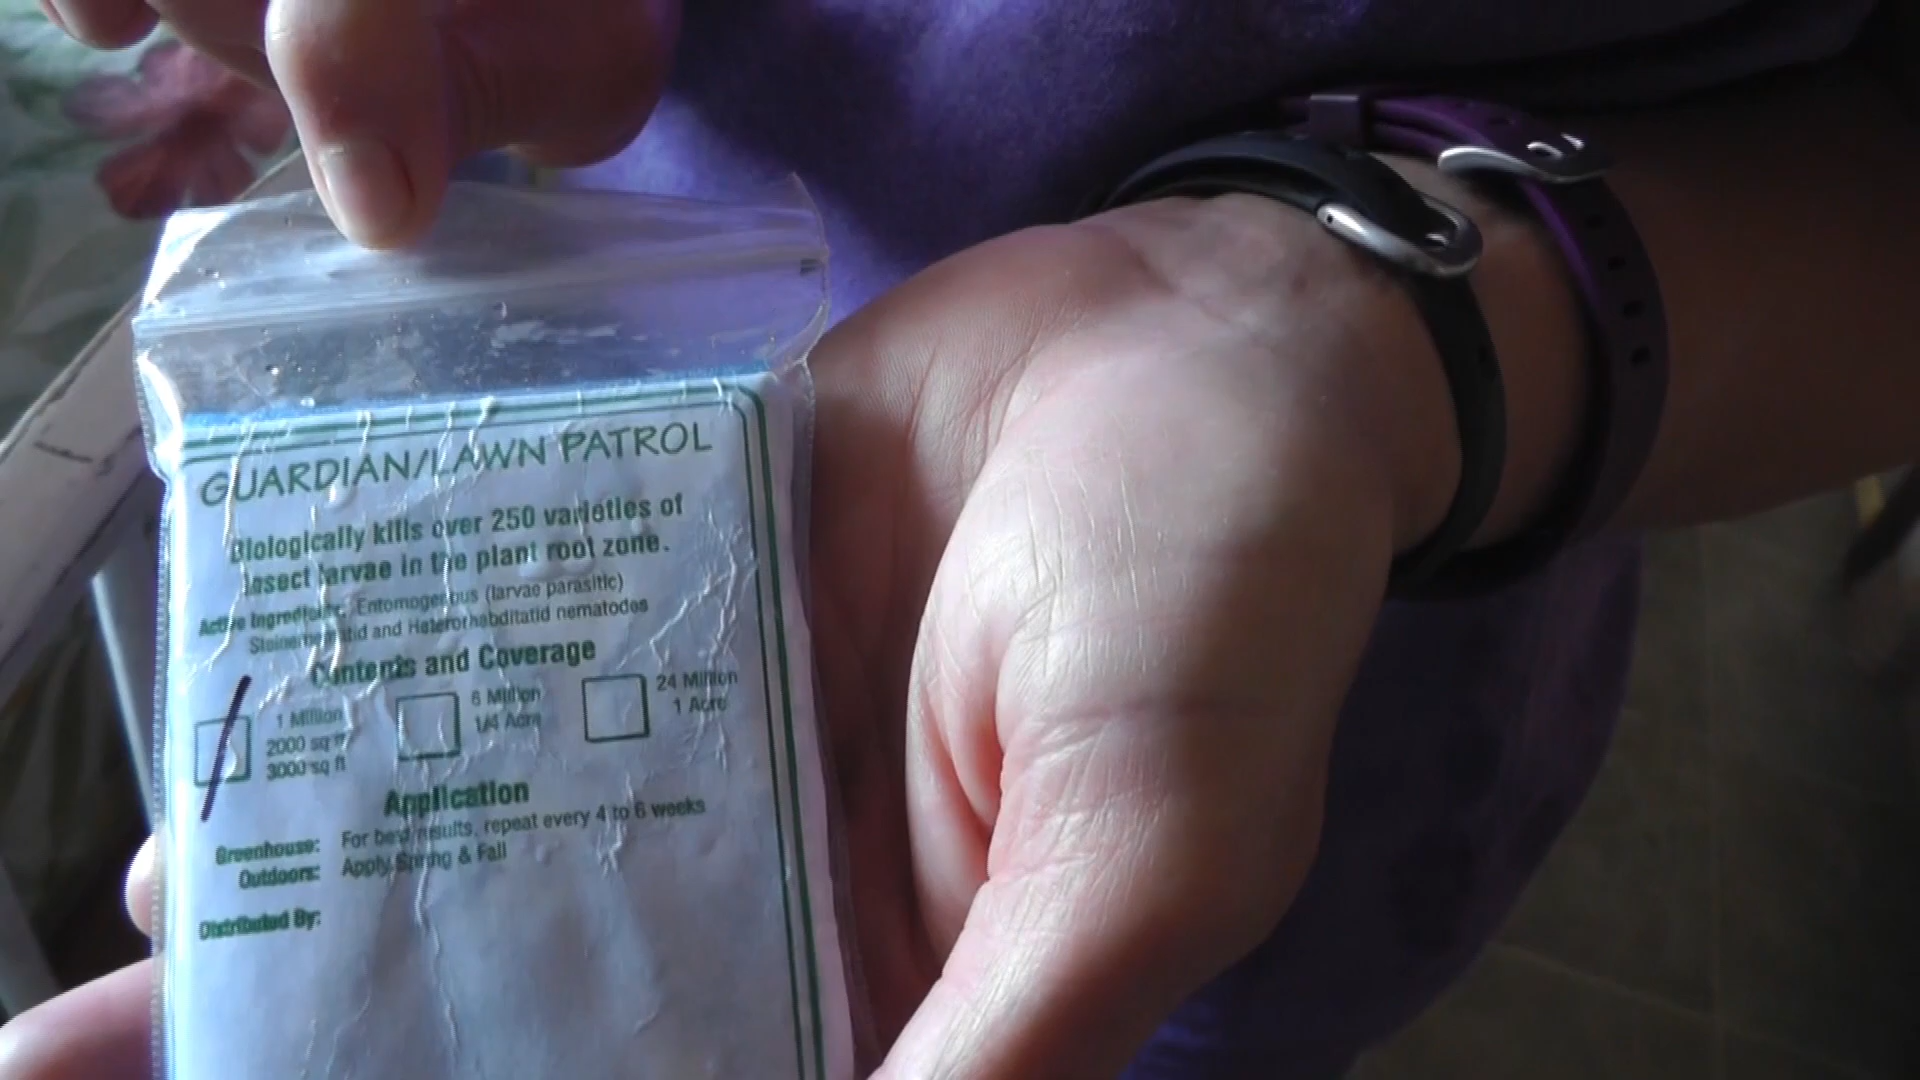 GUARDIAN/LAWN PATROL
Biologically kills over 250 varieties of
insect larvae in the plant root zone.
Active Ingredients: Entomogenous (larvae parasitic)
Steinernematid and Heterorhabditatid nematodes
Contents and Coverage
1 Million 6 Million 24 Million
2000 sq ft 1/4 Acre 1 Acre
3000 sq ft
Application
Greenhouse: For best results, repeat every 4 to 6 weeks
Outdoors: Apply Spring & Fall
Distributed By: